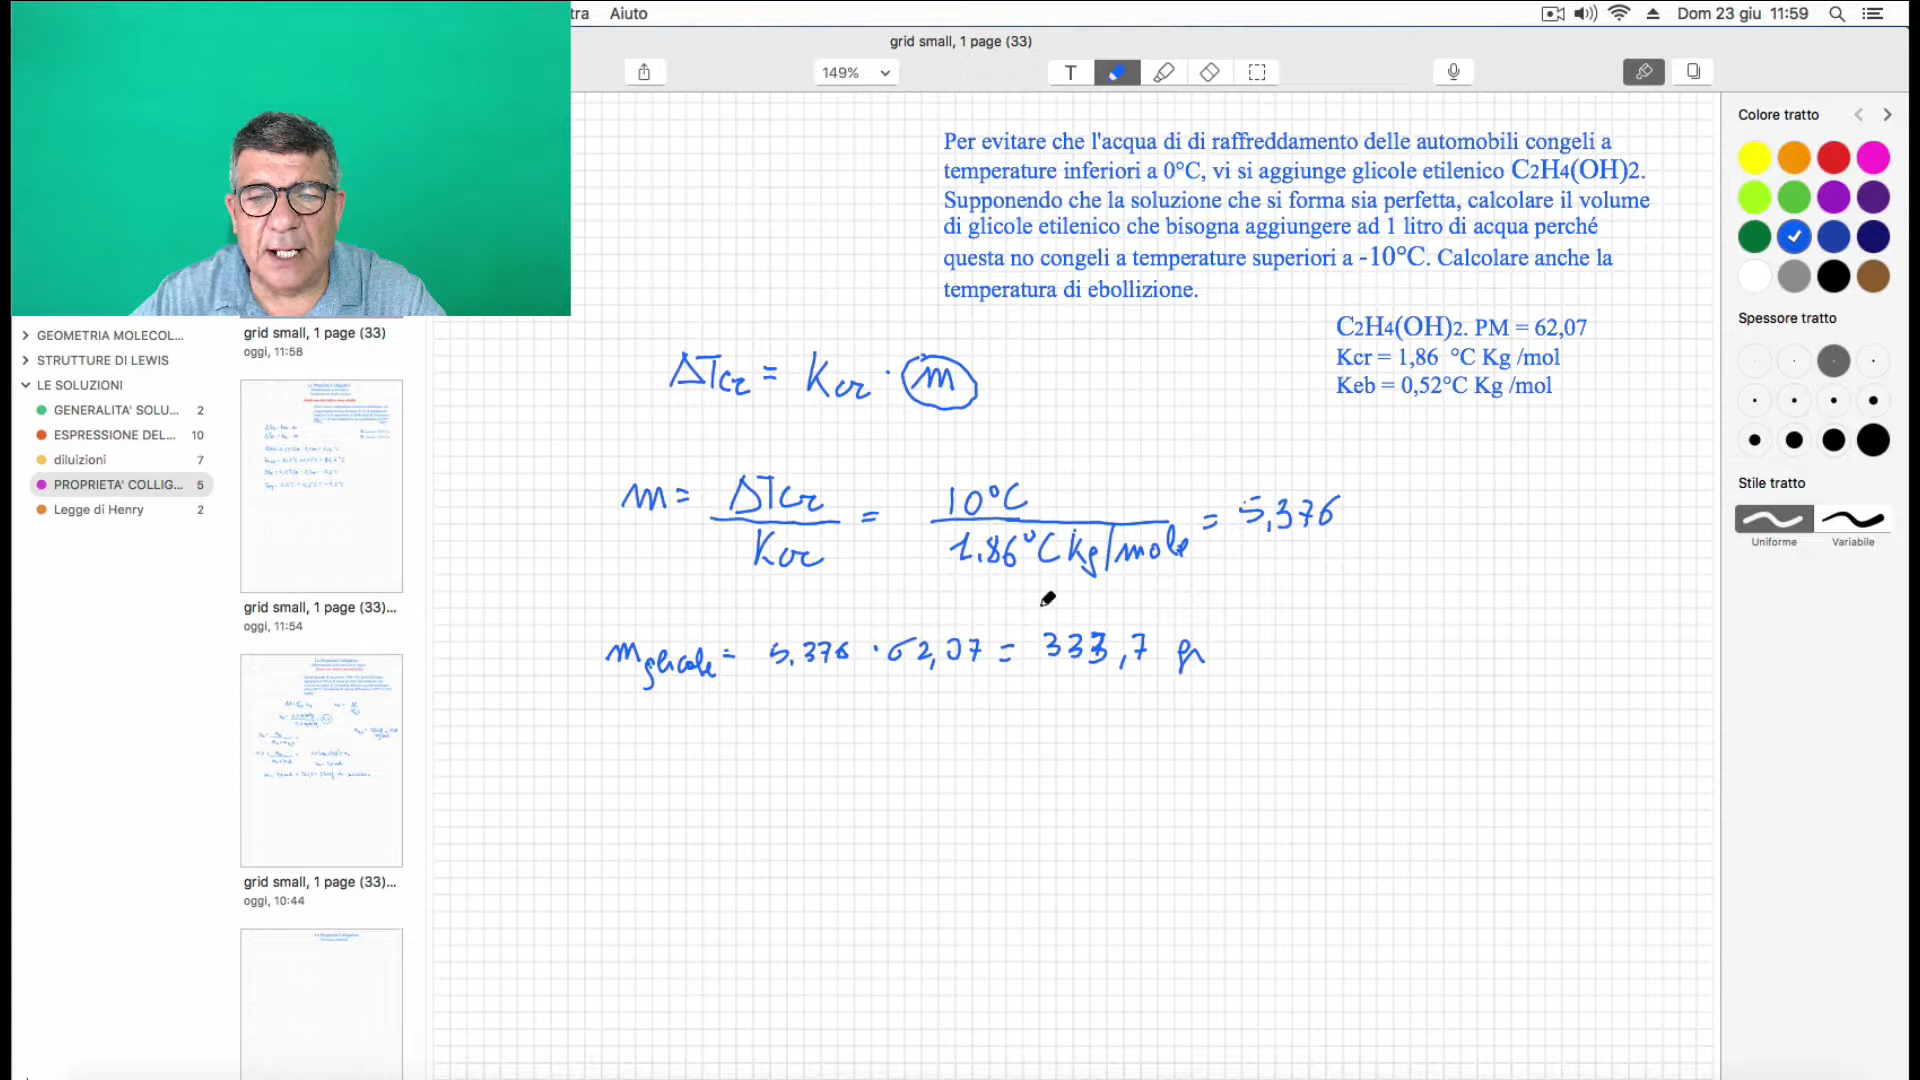 tra Aiuto Dom 23 giu 11:59
grid small, 1 page (33)
149% T
Per evitare che l'acqua di di raffreddamento delle automobili congeli a
temperature inferiori a 0°C, vi si aggiunge glicole etilenico C2H4(OH)2.
Supponendo che la soluzione che si forma sia perfetta, calcolare il volume
di glicole etilenico che bisogna aggiungere ad 1 litro di acqua perché
questa no congeli a temperature superiori a -10°C. Calcolare anche la
temperatura di ebollizione.
C2H4(OH)2. PM = 62,07
Kcr = 1,86 °C Kg /mol
Keb = 0,52°C Kg /mol
ΔTcr = Kcr · m
m = ΔTcr / Kcr = 10°C / 1.86°C kg/mole = 5,376
m glicole = 5,376 · 62,07 = 333,7 gr
GEOMETRIA MOLECOL...
STRUTTURE DI LEWIS
LE SOLUZIONI
GENERALITA' SOLU... 2
ESPRESSIONE DEL... 10
diluizioni 7
PROPRIETA' COLLIG... 5
Legge di Henry 2
grid small, 1 page (33)
oggi, 11:58
grid small, 1 page (33)...
oggi, 11:54
grid small, 1 page (33)...
oggi, 10:44
Colore tratto
Spessore tratto
Stile tratto
Uniforme Variabile